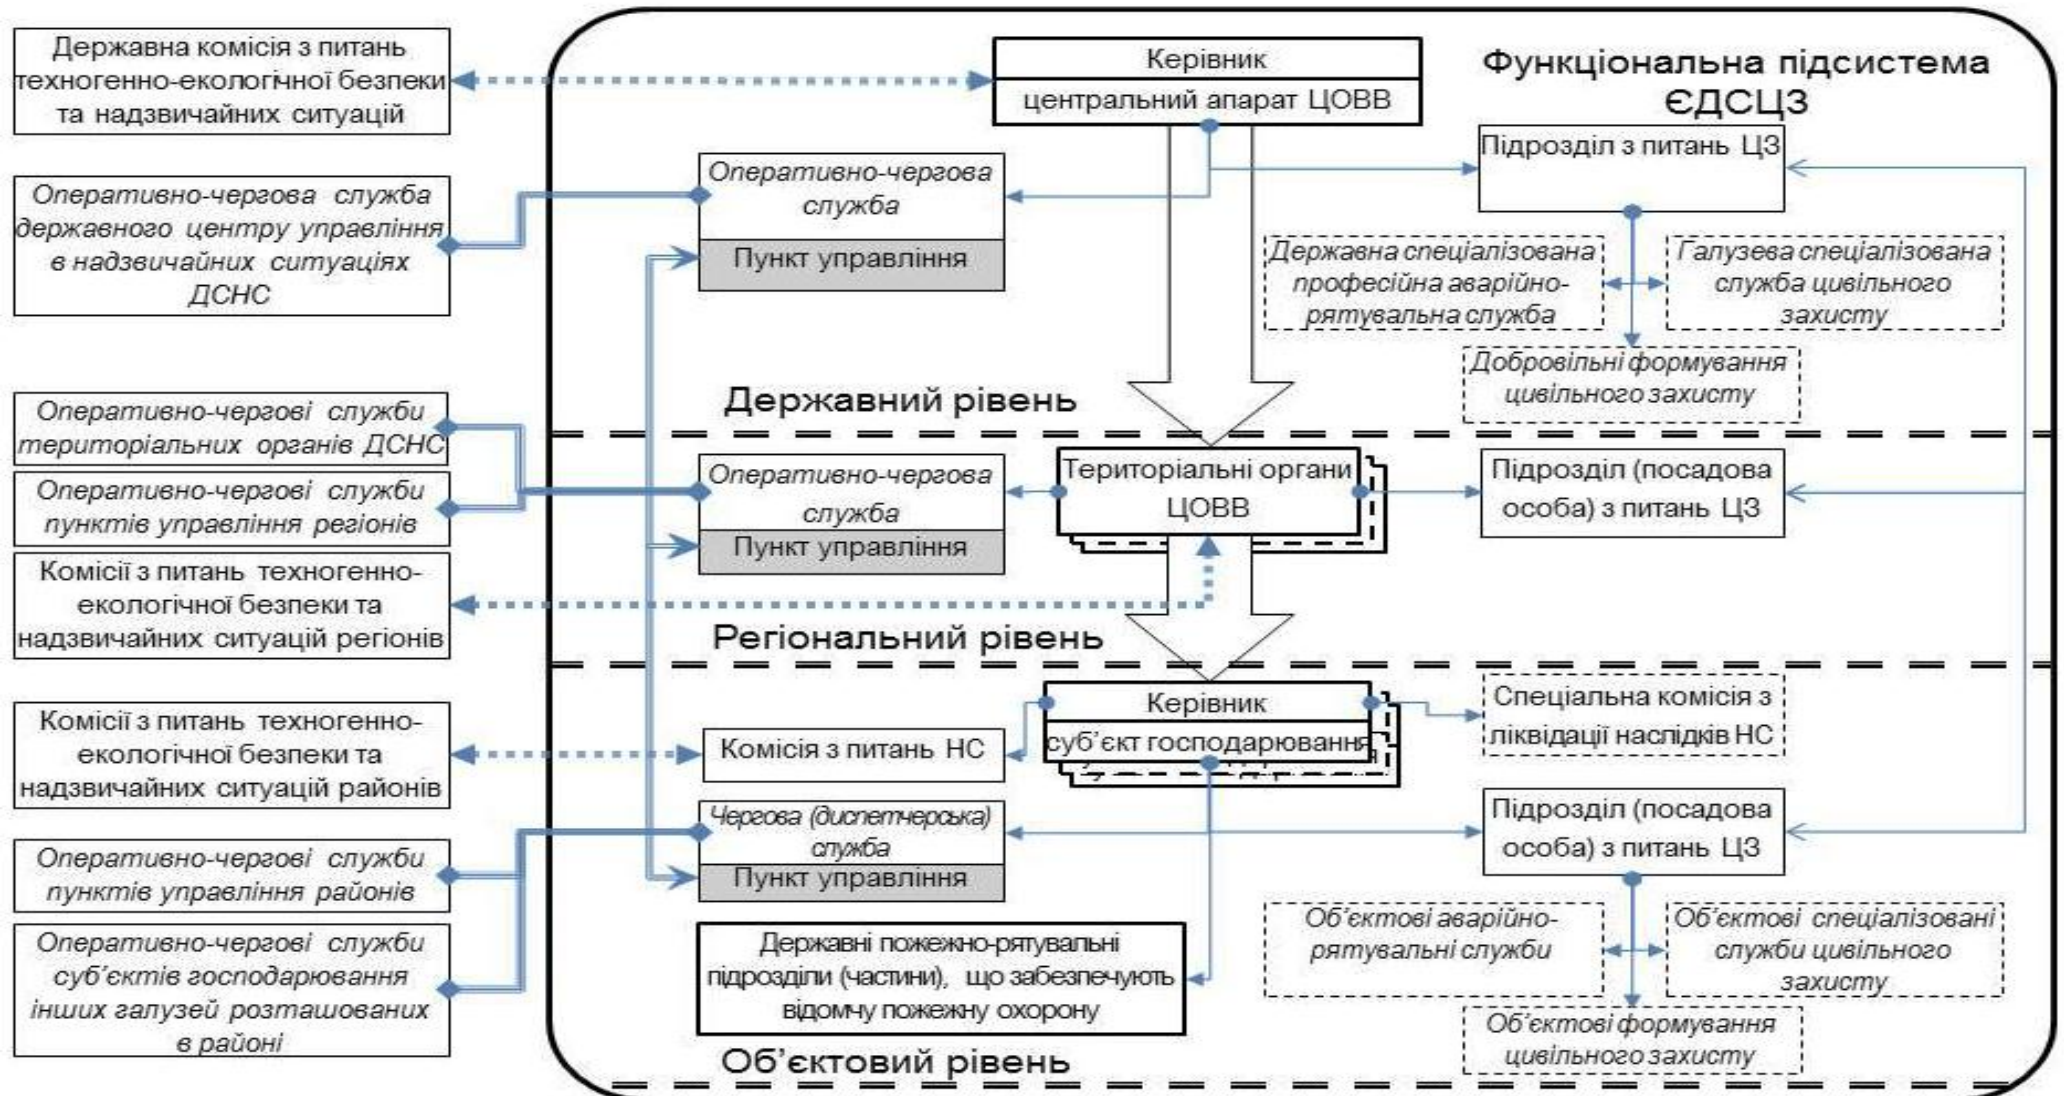 Державна комісія з питань
техногенно-екологічної безпеки
та надзвичайних ситуацій
Керівник
центральний апарат ЦОВВ
Функціональна підсистема
ЄДСЦЗ
Підрозділ з питань ЦЗ
Оперативно-чергова
служба
Пункт управління
Оперативно-чергова служба
державного центру управління
в надзвичайних ситуаціях
ДСНС
Державна спеціалізована
професійна аварійно-
рятувальна служба
Галузева спеціалізована
служба цивільного
захисту
Добровільні формування
цивільного захисту
Державний рівень
Оперативно-чергові служби
територіальних органів ДСНС
Оперативно-чергові служби
пунктів управління регіонів
Комісії з питань техногенно-
екологічної безпеки та
надзвичайних ситуацій регіонів
Оперативно-чергова
служба
Пункт управління
Територіальні органи
ЦОВВ
Підрозділ (посадова
особа) з питань ЦЗ
Регіональний рівень
Комісії з питань техногенно-
екологічної безпеки та
надзвичайних ситуацій районів
Комісія з питань НС
Керівник
суб’єкт господарювання
Спеціальна комісія з
ліквідації наслідків НС
Чергова (диспетчерська)
служба
Пункт управління
Підрозділ (посадова
особа) з питань ЦЗ
Оперативно-чергові служби
пунктів управління районів
Оперативно-чергові служби
суб’єктів господарювання
інших галузей розташованих
в районі
Державні пожежно-рятувальні
підрозділи (частини), що забезпечують
відомчу пожежну охорону
Об’єктові аварійно-
рятувальні служби
Об’єктові спеціалізовані
служби цивільного
захисту
Об’єктові формування
цивільного захисту
Об’єктовий рівень